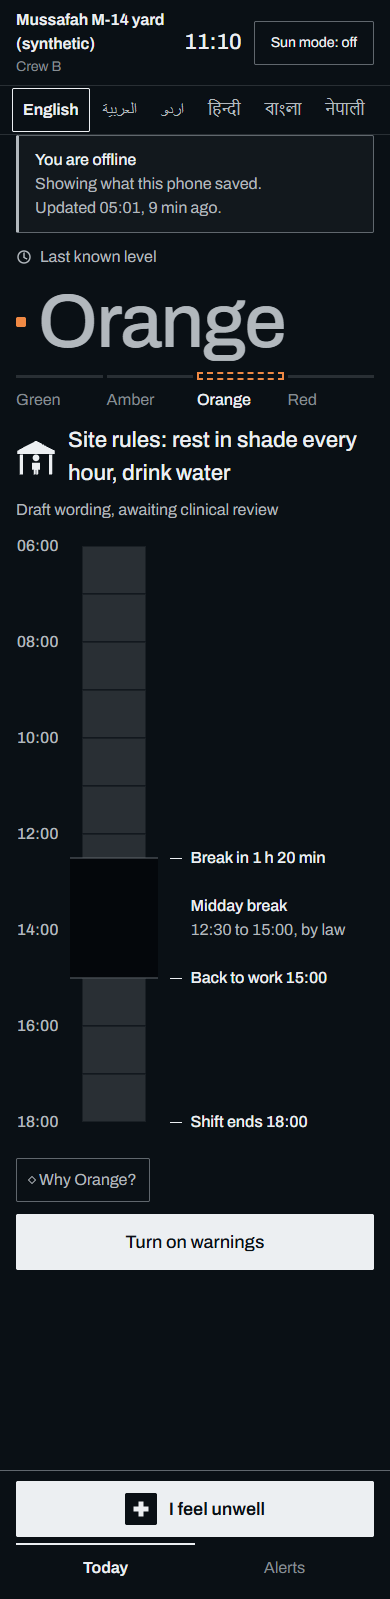 Mussafah M-14 yard
(synthetic)
Crew B
11:10
Sun mode: off
English
العربية
اردو
हिन्दी
বাংলা
नेपाली
You are offline
Showing what this phone saved.
Updated 05:01, 9 min ago.
Last known level
Orange
Green
Amber
Orange
Red
Site rules: rest in shade every
hour, drink water
Draft wording, awaiting clinical review
06:00
08:00
10:00
12:00
Break in 1 h 20 min
Midday break
14:00
12:30 to 15:00, by law
Back to work 15:00
16:00
18:00
Shift ends 18:00
Why Orange?
Turn on warnings
I feel unwell
Today
Alerts